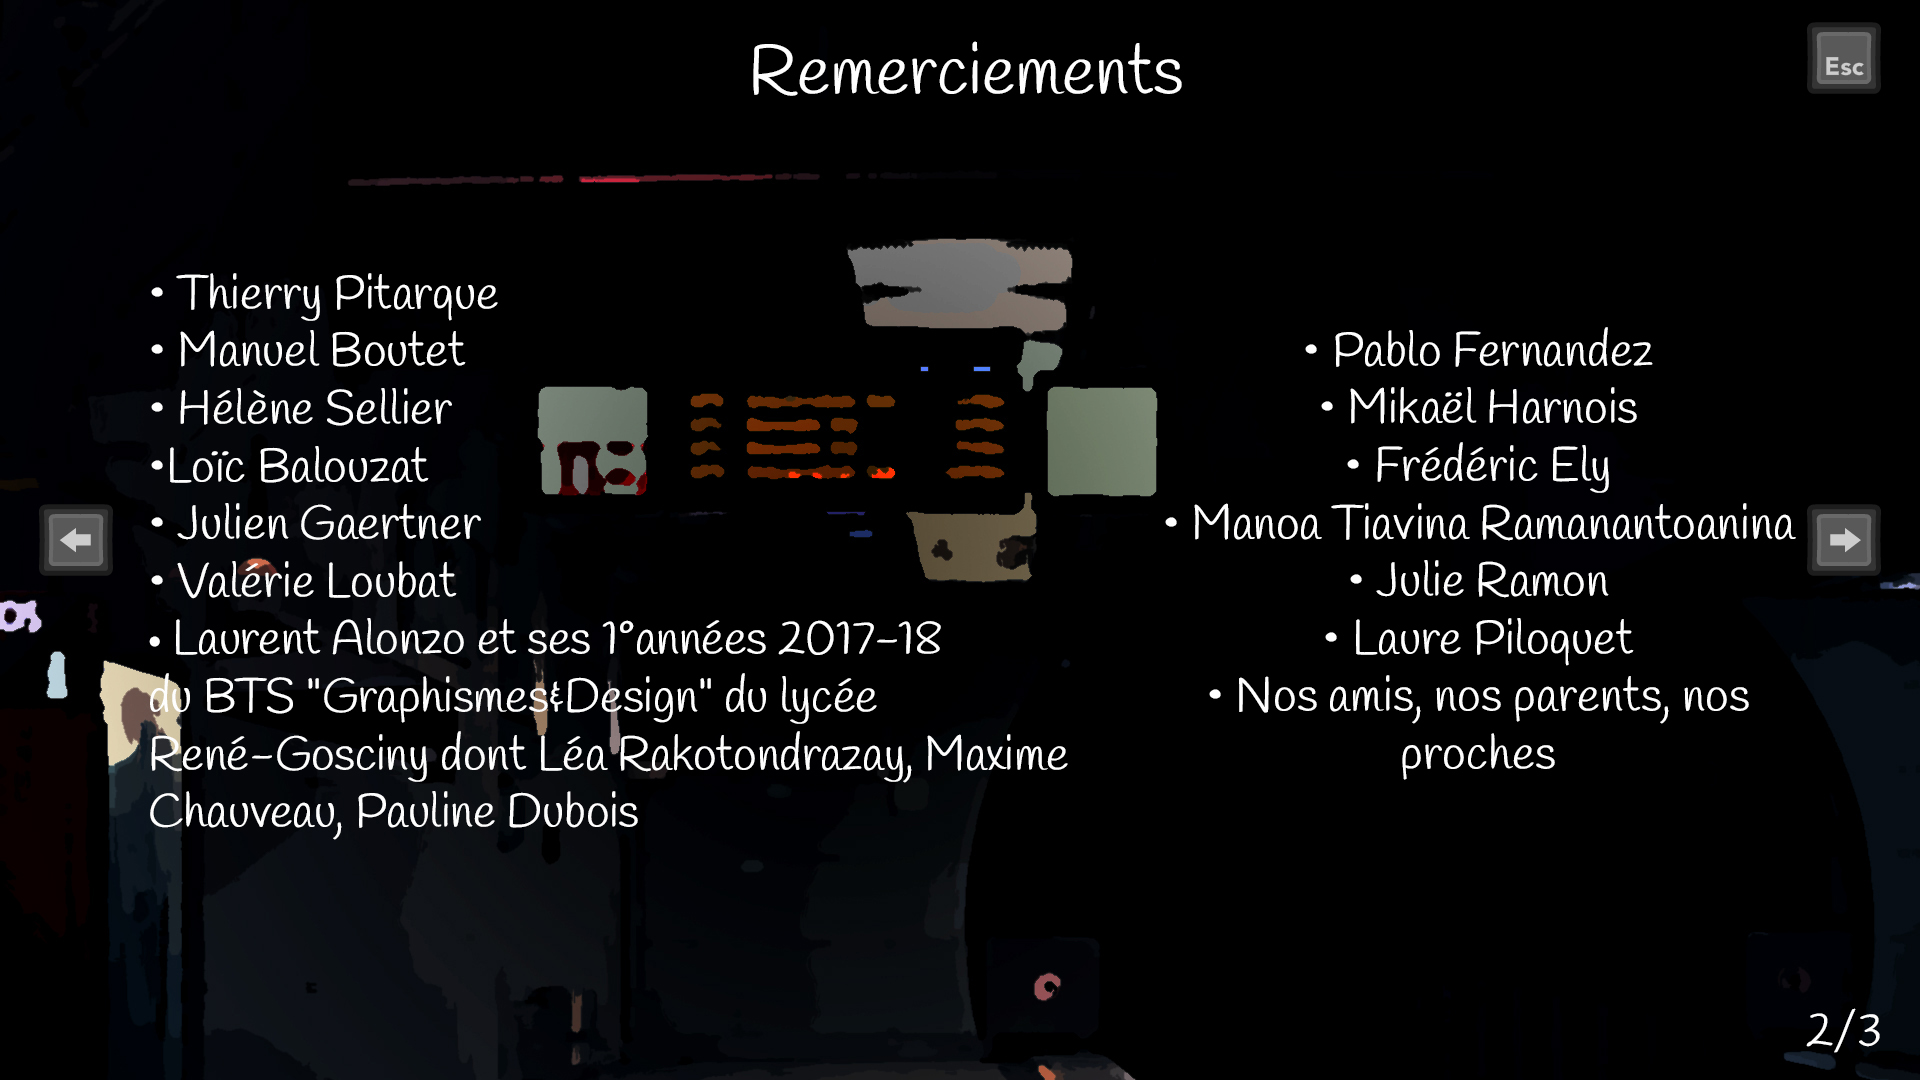 Remerciements
Esc
• Thierry Pitarque
• Manuel Boutet
• Hélène Sellier
•Loïc Balouzat
• Julien Gaertner
• Valérie Loubat
• Laurent Alonzo et ses 1°années 2017-18
du BTS "Graphismes&Design" du lycée
René-Gosciny dont Léa Rakotondrazay, Maxime
Chauveau, Pauline Dubois
• Pablo Fernandez
• Mikaël Harnois
• Frédéric Ely
• Manoa Tiavina Ramanantoanina
• Julie Ramon
• Laure Piloquet
• Nos amis, nos parents, nos
proches
2/3